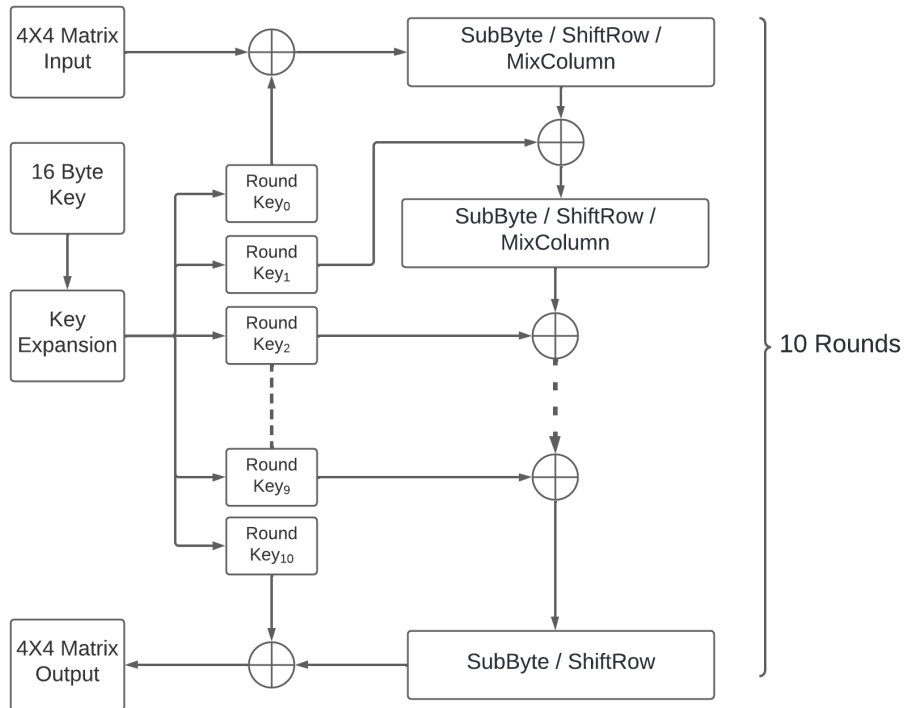 4X4 Matrix
Input
SubByte / ShiftRow /
MixColumn
16 Byte
Key
Round
Key₀
SubByte / ShiftRow /
MixColumn
Round
Key₁
Key
Expansion
Round
Key₂
10 Rounds
Round
Key₉
Round
Key₁₀
4X4 Matrix
Output
SubByte / ShiftRow